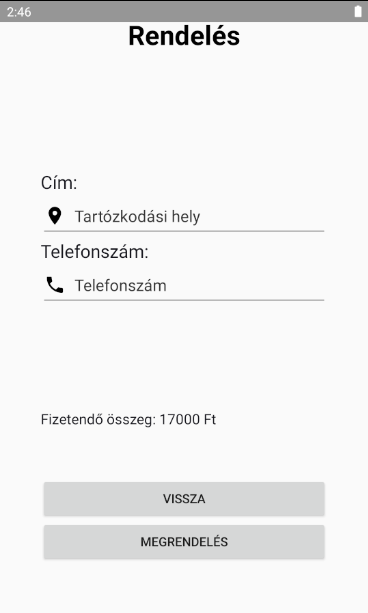 2:46
Rendelés
Cím:
Tartózkodási hely
Telefonszám:
Telefonszám
Fizetendő összeg: 17000 Ft
VISSZA
MEGRENDELÉS